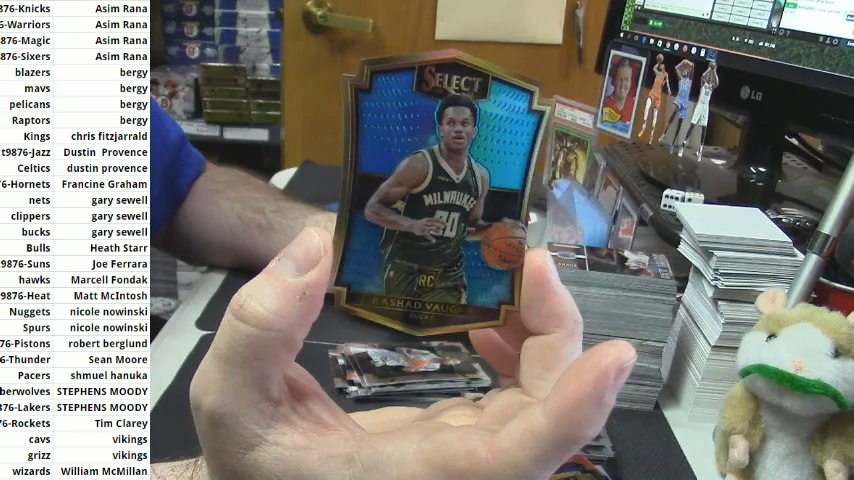 876-Knicks Asim Rana
-Warriors Asim Rana
876-Magic Asim Rana
876-Sixers Asim Rana
blazers bergy
mavs bergy
pelicans bergy
Raptors bergy
Kings chris fitzjarrald
t9876-Jazz Dustin Provence
Celtics dustin provence
76-Hornets Francine Graham
nets gary sewell
clippers gary sewell
bucks gary sewell
Bulls Heath Starr
9876-Suns Joe Ferrara
hawks Marcell Fondak
9876-Heat Matt McIntosh
Nuggets nicole nowinski
Spurs nicole nowinski
76-Pistons robert berglund
6-Thunder Sean Moore
Pacers shmuel hanuka
berwolves STEPHENS MOODY
876-Lakers STEPHENS MOODY
76-Rockets Tim Clarey
cavs vikings
grizz vikings
wizards William McMillan
SELECT
MILWAUKEE
20
RC
RASHAD
BUCKS
LG